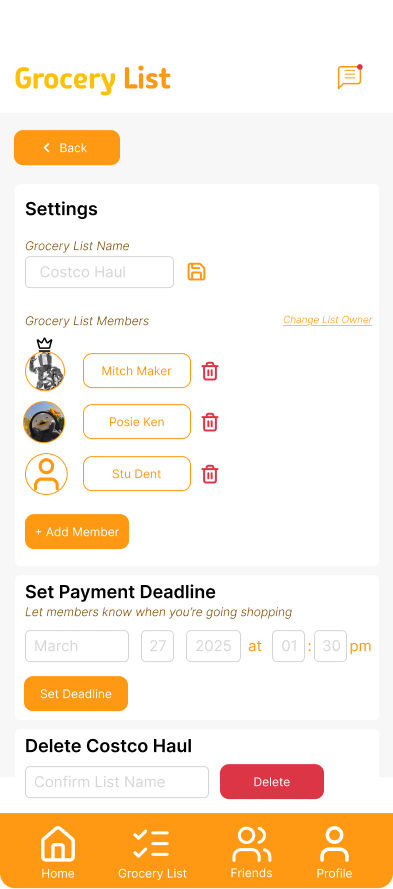 Grocery List
Back
Settings
Grocery List Name
Costco Haul
Grocery List Members
Change List Owner
Mitch Maker
Posie Ken
Stu Dent
+ Add Member
Set Payment Deadline
Let members know when you're going shopping
March 27 2025 at 01 : 30 pm
Set Deadline
Delete Costco Haul
Confirm List Name
Delete
Home
Grocery List
Friends
Profile